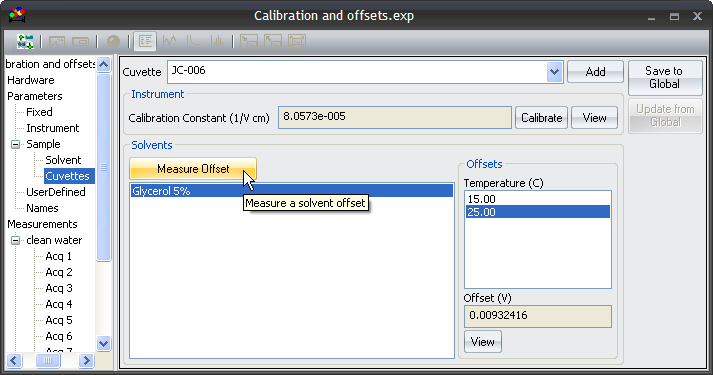 Calibration and offsets.exp
bration and offsets
Hardware
Parameters
Fixed
Instrument
Sample
Solvent
Cuvettes
UserDefined
Names
Measurements
clean water
Acq 1
Acq 2
Acq 3
Acq 4
Acq 5
Acq 6
Acq 7
Cuvette JC-006 Add
Save to Global
Update from Global
Instrument
Calibration Constant (1/V cm) 8.0573e-005 Calibrate View
Solvents
Measure Offset
Glycerol 5%
Measure a solvent offset
Offsets
Temperature (C)
15.00
25.00
Offset (V)
0.00932416
View